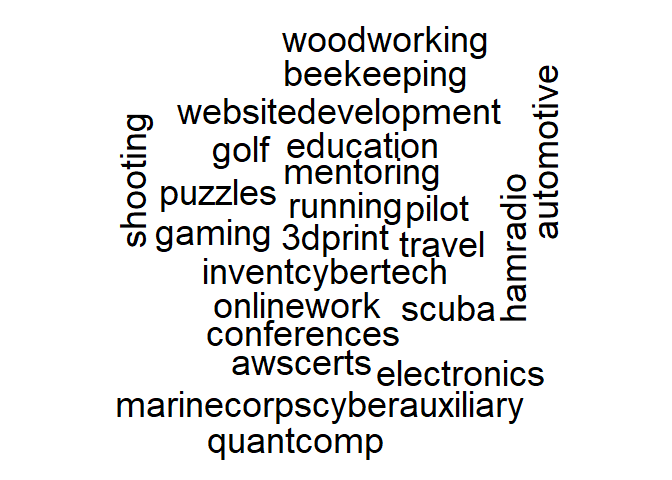 woodworking
beekeeping
websitedevelopment
automotive
shooting
golf education
mentoring
puzzles
running pilot
hamradio
gaming 3dprint travel
inventcybertech
onlinework scuba
conferences
awscerts
electronics
marinecorpscyberauxiliary
quantcomp